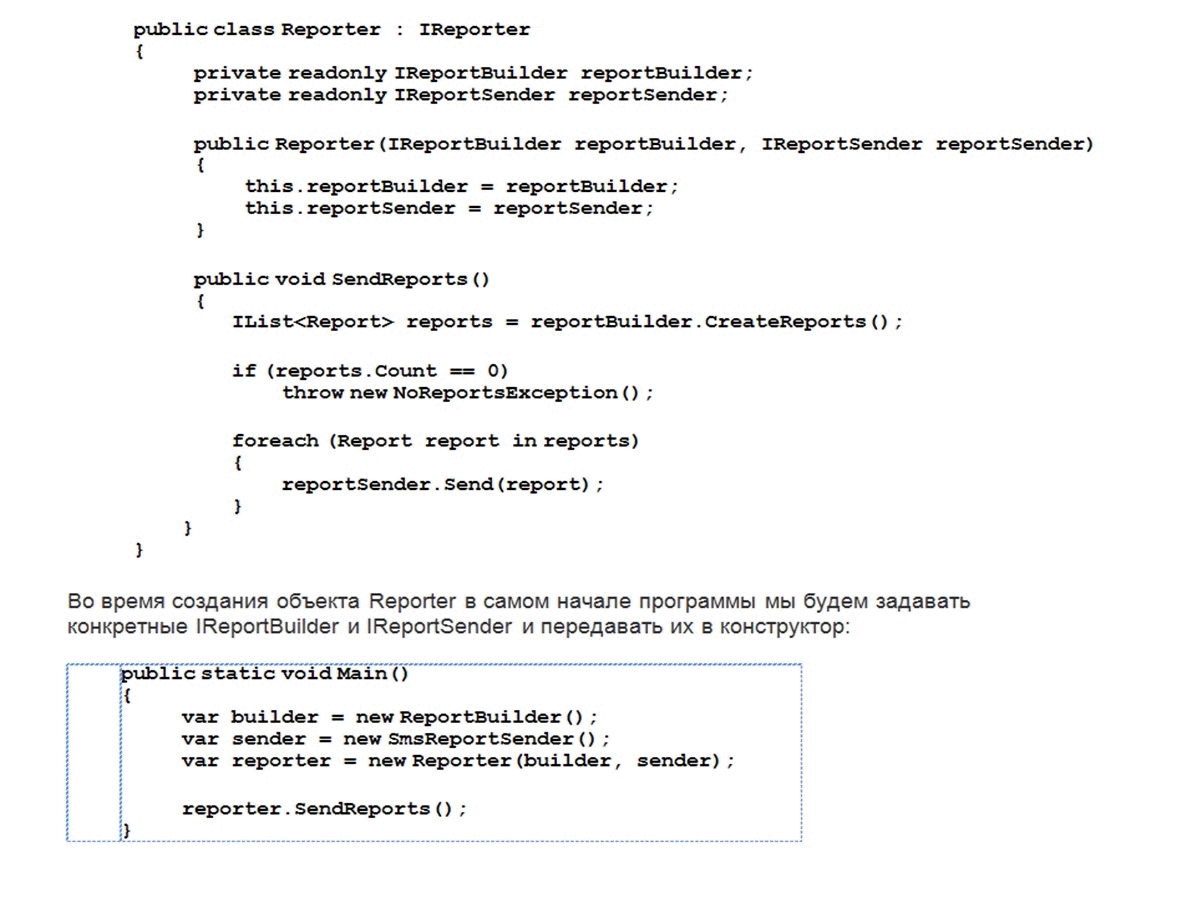 public class Reporter : IReporter
{
private readonly IReportBuilder reportBuilder;
private readonly IReportSender reportSender;
public Reporter(IReportBuilder reportBuilder, IReportSender reportSender)
{
this.reportBuilder = reportBuilder;
this.reportSender = reportSender;
}
public void SendReports()
{
IList<Report> reports = reportBuilder.CreateReports();
if (reports.Count == 0)
throw new NoReportsException();
foreach (Report report in reports)
{
reportSender.Send(report);
}
}
}
Во время создания объекта Reporter в самом начале программы мы будем задавать
конкретные IReportBuilder и IReportSender и передавать их в конструктор:
public static void Main()
{
var builder = new ReportBuilder();
var sender = new SmsReportSender();
var reporter = new Reporter(builder, sender);
reporter.SendReports();
}